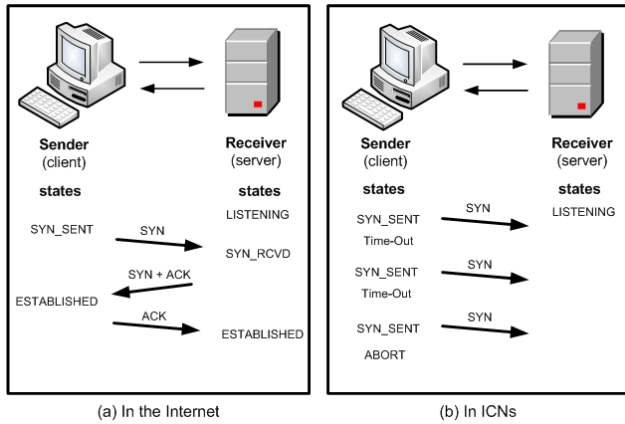 Sender
(client)
Receiver
(server)
states
states
LISTENING
SYN_SENT
SYN
SYN_RCVD
SYN + ACK
ESTABLISHED
ACK
ESTABLISHED
(a) In the Internet
Sender
(client)
Receiver
(server)
states
states
SYN_SENT
SYN
LISTENING
Time-Out
SYN_SENT
SYN
Time-Out
SYN_SENT
SYN
ABORT
(b) In ICNs